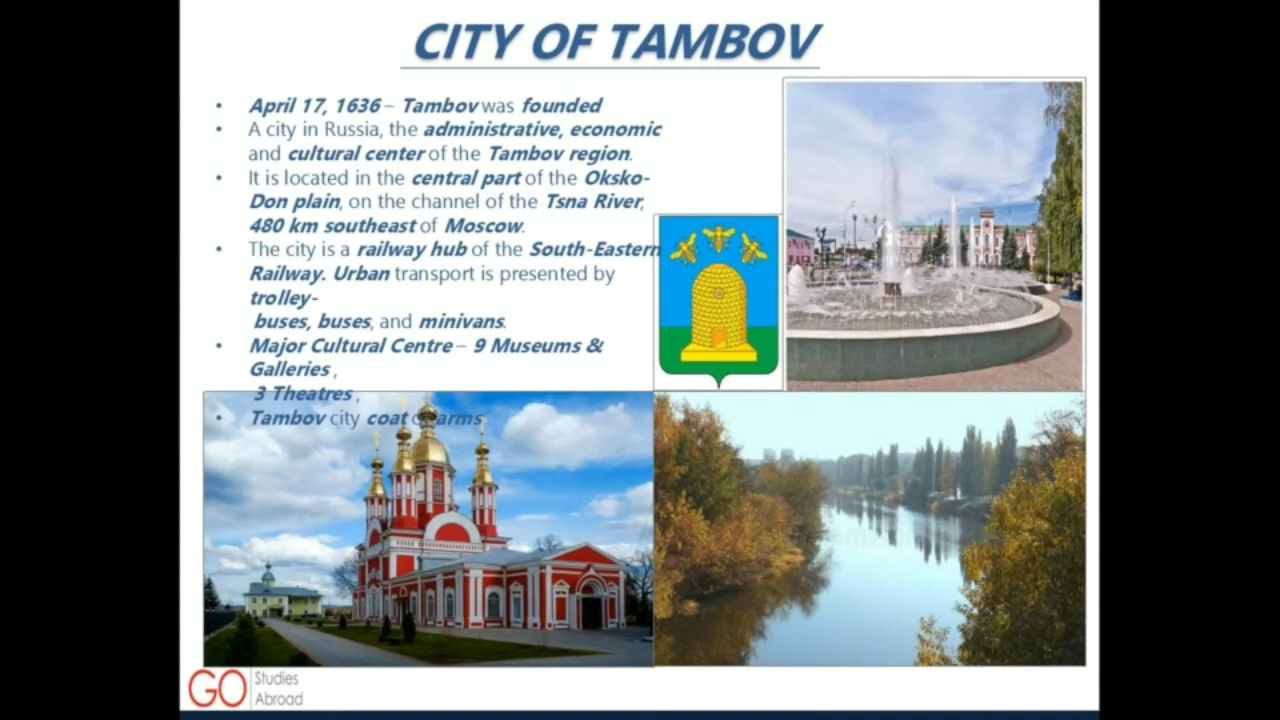 CITY OF TAMBOV
• April 17, 1636 – Tambov was founded
• A city in Russia, the administrative, economic
and cultural center of the Tambov region.
• It is located in the central part of the Oksko-
Don plain, on the channel of the Tsna River,
480 km southeast of Moscow.
• The city is a railway hub of the South-Eastern
Railway. Urban transport is presented by
trolley-
buses, buses, and minivans.
• Major Cultural Centre – 9 Museums &
Galleries ,
3 Theatres ,
• Tambov city coat of arms
GO Studies
Abroad